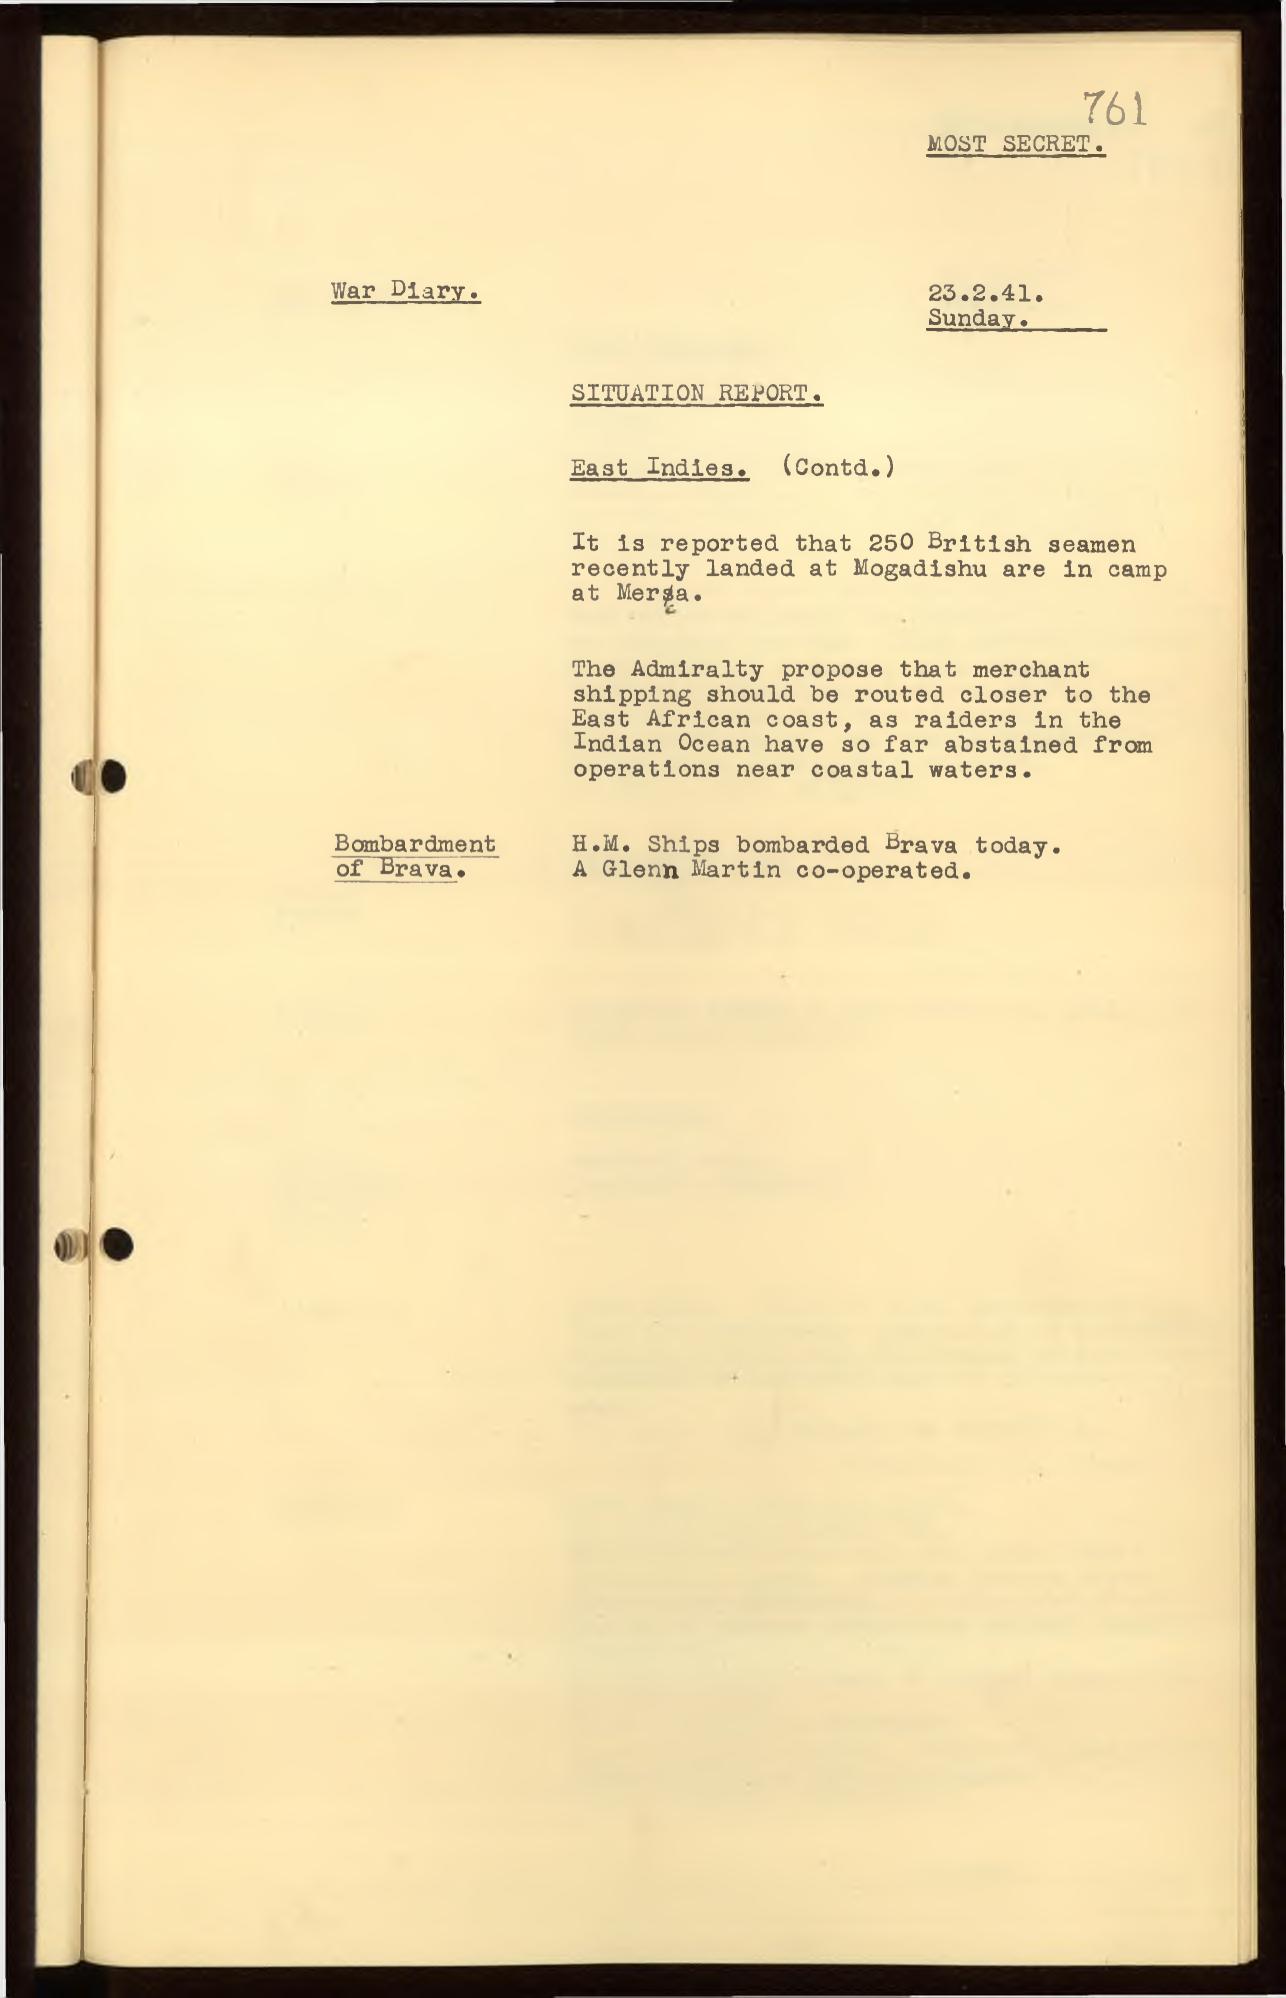 761
MOST SECRET.
War Diary.
23.2.41.
Sunday.
SITUATION REPORT.
East Indies. (Contd.)
It is reported that 250 British seamen
recently landed at Mogadishu are in camp
at Merca.
The Admiralty propose that merchant
shipping should be routed closer to the
East African coast, as raiders in the
Indian Ocean have so far abstained from
operations near coastal waters.
Bombardment
of Brava.
H.M. Ships bombarded Brava today.
A Glenn Martin co-operated.